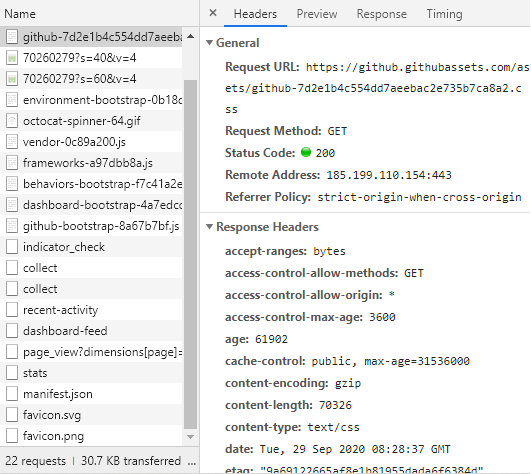 Name
github-7d2e1b4c554dd7aeeba
70260279?s=40&v=4
70260279?s=60&v=4
environment-bootstrap-0b18d
octocat-spinner-64.gif
vendor-0c89a200.js
frameworks-a97dbb8a.js
behaviors-bootstrap-f7c41a2e
dashboard-bootstrap-4a7edcd
github-bootstrap-8a67b7bf.js
indicator_check
collect
collect
recent-activity
dashboard-feed
page_view?dimensions[page]=
stats
manifest.json
favicon.svg
favicon.png
22 requests | 30.7 KB transferred ...
× Headers Preview Response Timing
General
Request URL: https://github.githubassets.com/as
ets/github-7d2e1b4c554dd7aeebac2e735b7ca8a2.c
ss
Request Method: GET
Status Code: 200
Remote Address: 185.199.110.154:443
Referrer Policy: strict-origin-when-cross-origin
Response Headers
accept-ranges: bytes
access-control-allow-methods: GET
access-control-allow-origin: *
access-control-max-age: 3600
age: 61902
cache-control: public, max-age=31536000
content-encoding: gzip
content-length: 70326
content-type: text/css
date: Tue, 29 Sep 2020 08:28:37 GMT
etag: "9a69122665af8e1b81955dada6f6384d"